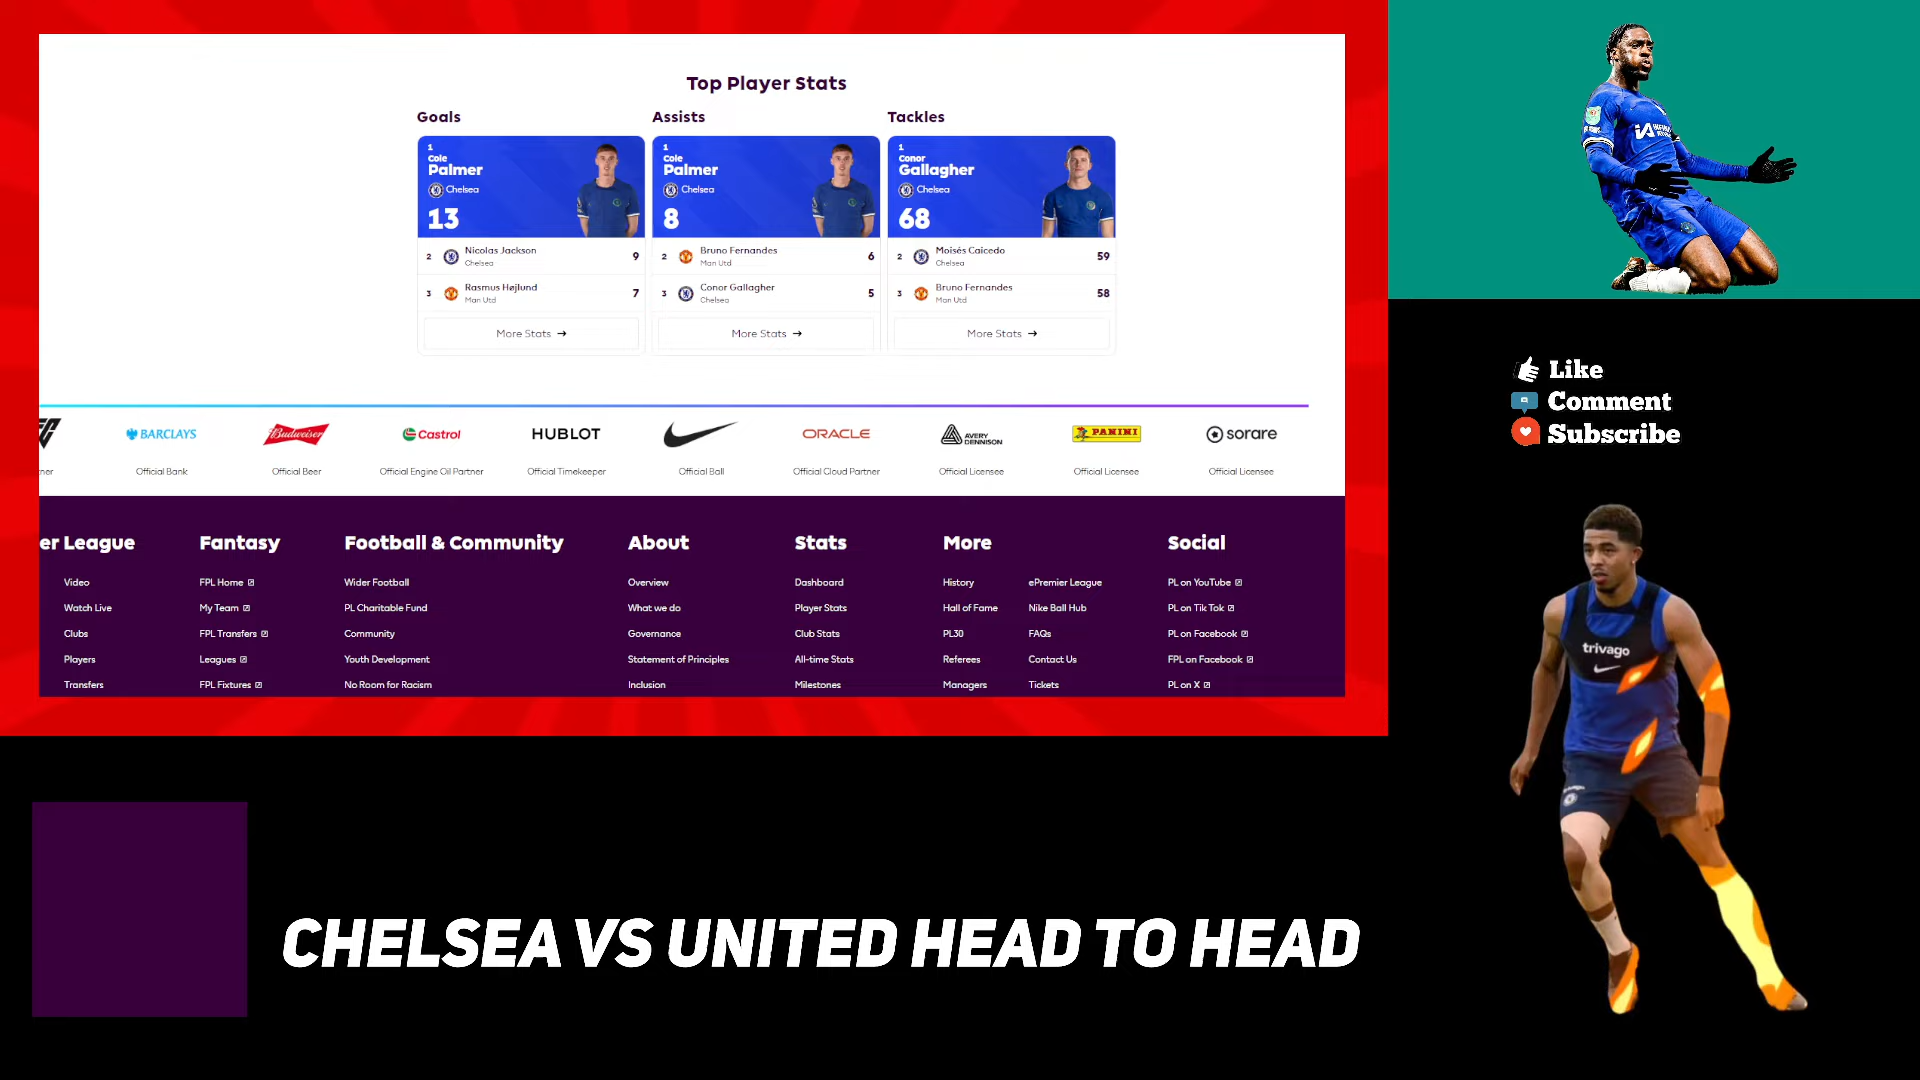 Top Player Stats
Goals
1
Cole
Palmer
Chelsea
13
2 Nicolas Jackson 9
Chelsea
3 Rasmus Højlund 7
Man Utd
More Stats →
Assists
1
Cole
Palmer
Chelsea
8
2 Bruno Fernandes 6
Man Utd
3 Conor Gallagher 5
Chelsea
More Stats →
Tackles
1
Conor
Gallagher
Chelsea
68
2 Moisés Caicedo 59
Chelsea
3 Bruno Fernandes 58
Man Utd
More Stats →
BARCLAYS
Official Bank
Budweiser
Official Beer
Castrol
Official Engine Oil Partner
HUBLOT
Official Timekeeper
Official Ball
ORACLE
Official Cloud Partner
AVERY
DENNISON
Official Licensee
PANINI
Official Licensee
sorare
Official Licensee
er League
Video
Watch Live
Clubs
Players
Transfers
Fantasy
FPL Home
My Team
FPL Transfers
Leagues
FPL Fixtures
Football & Community
Wider Football
PL Charitable Fund
Community
Youth Development
No Room for Racism
About
Overview
What we do
Governance
Statement of Principles
Inclusion
Stats
Dashboard
Player Stats
Club Stats
All-time Stats
Milestones
More
History
Hall of Fame
PL30
Referees
Managers
ePremier League
Nike Ball Hub
FAQs
Contact Us
Tickets
Social
PL on YouTube
PL on Tik Tok
PL on Facebook
FPL on Facebook
PL on X
Like
Comment
Subscribe
trivago
CHELSEA VS UNITED HEAD TO HEAD